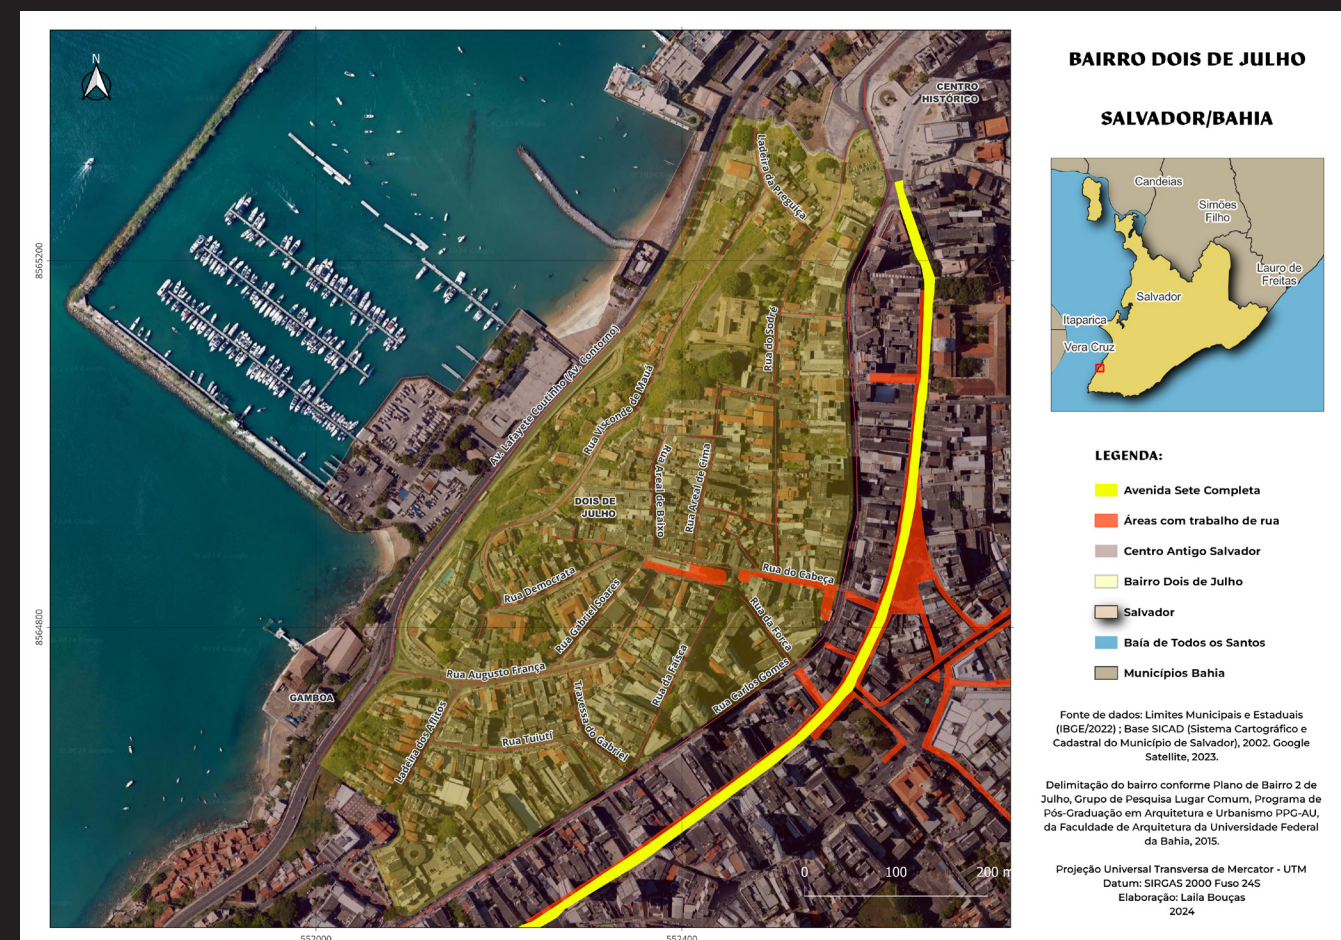 N
CENTRO
HISTÓRICO
Ladeira da Preguiça
8565200
Rua do Sodré
Av. Lafayete Coutinho (Av. Contorno)
Rua Visconde de Mauá
Rua Areal de Baixo
Rua Areal de Cima
DOIS DE
JULHO
Rua do Cabeça
Rua Democrata
Rua Gabriel Soares
Rua da Força
8564800
Rua Augusto França
Rua da Faísca
Rua Carlos Gomes
GAMBOA
Travessa do Gabriel
Ladeira dos Aflitos
Rua Tuiutí
0 100 200 m
552000 552400
BAIRRO DOIS DE JULHO
SALVADOR/BAHIA
Candeias
Simões
Filho
Lauro de
Freitas
Salvador
Itaparica
Vera Cruz
LEGENDA:
Avenida Sete Completa
Áreas com trabalho de rua
Centro Antigo Salvador
Bairro Dois de Julho
Salvador
Baía de Todos os Santos
Municípios Bahia
Fonte de dados: Limites Municipais e Estaduais
(IBGE/2022) ; Base SICAD (Sistema Cartográfico e
Cadastral do Município de Salvador), 2002. Google
Satellite, 2023.
Delimitação do bairro conforme Plano de Bairro 2 de
Julho, Grupo de Pesquisa Lugar Comum, Programa de
Pós-Graduação em Arquitetura e Urbanismo PPG-AU,
da Faculdade de Arquitetura da Universidade Federal
da Bahia, 2015.
Projeção Universal Transversa de Mercator - UTM
Datum: SIRGAS 2000 Fuso 24S
Elaboração: Laila Bouças
2024